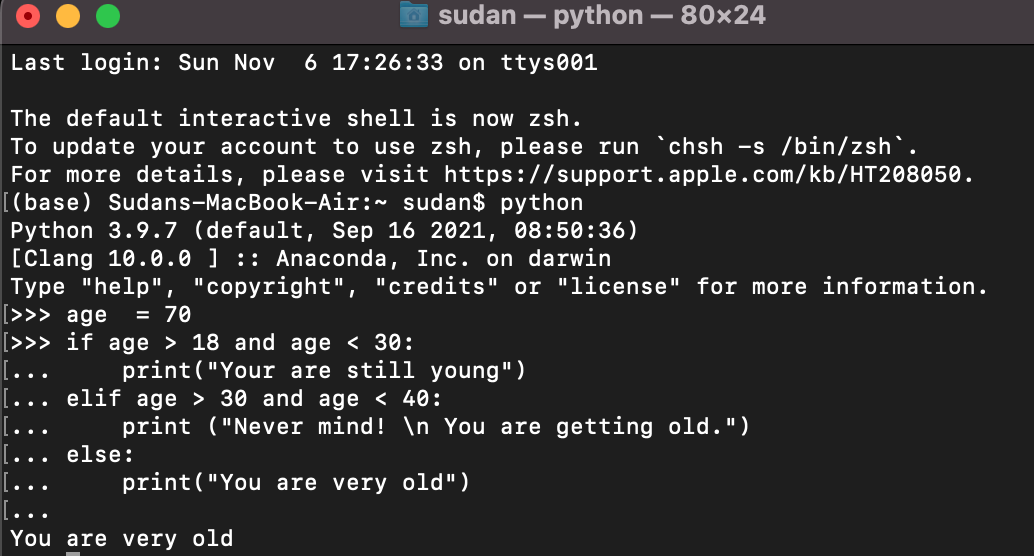 sudan — python — 80×24
Last login: Sun Nov  6 17:26:33 on ttys001
The default interactive shell is now zsh.
To update your account to use zsh, please run `chsh -s /bin/zsh`.
For more details, please visit https://support.apple.com/kb/HT208050.
[(base) Sudans-MacBook-Air:~ sudan$ python
Python 3.9.7 (default, Sep 16 2021, 08:50:36)
[Clang 10.0.0 ] :: Anaconda, Inc. on darwin
Type "help", "copyright", "credits" or "license" for more information.
[>>> age  = 70
[>>> if age > 18 and age < 30:
[...     print("Your are still young")
[... elif age > 30 and age < 40:
[...     print ("Never mind! \n You are getting old.")
[... else:
[...     print("You are very old")
[...
You are very old